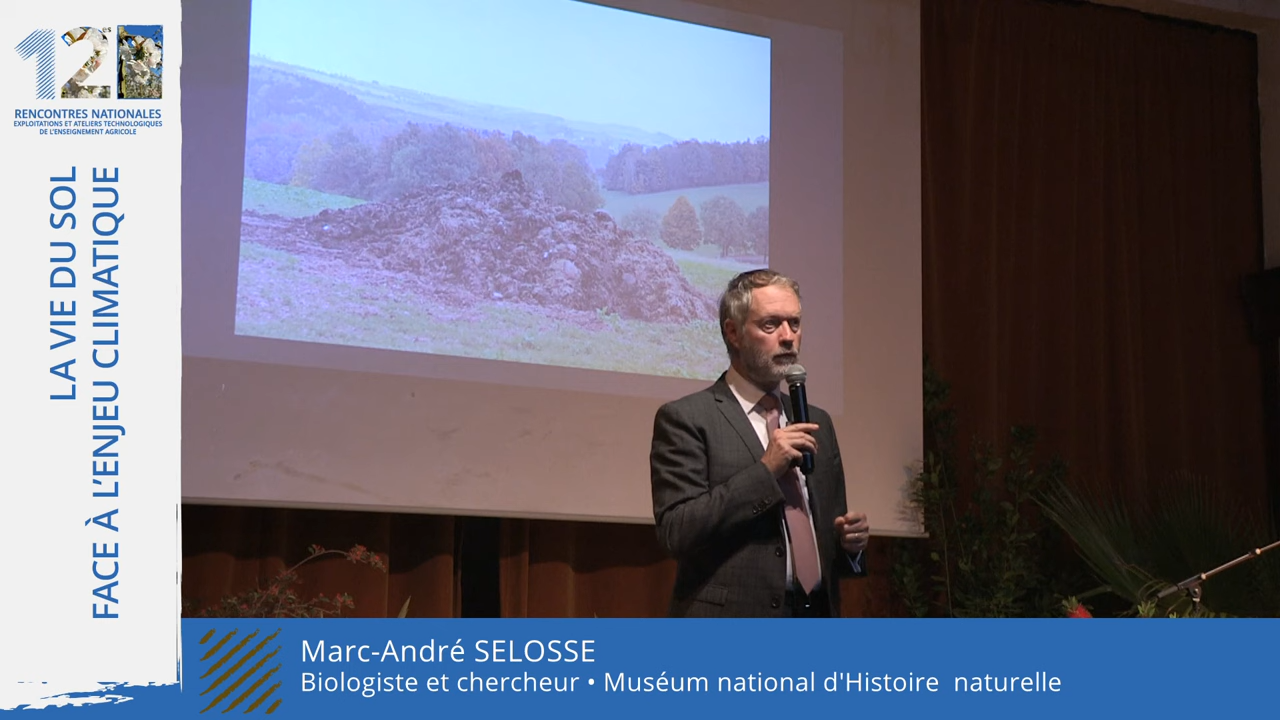 12es
RENCONTRES NATIONALES
EXPLOITATIONS ET ATELIERS TECHNOLOGIQUES
DE L'ENSEIGNEMENT AGRICOLE
LA VIE DU SOL
FACE À L'ENJEU CLIMATIQUE
Marc-André SELOSSE
Biologiste et chercheur • Muséum national d'Histoire naturelle